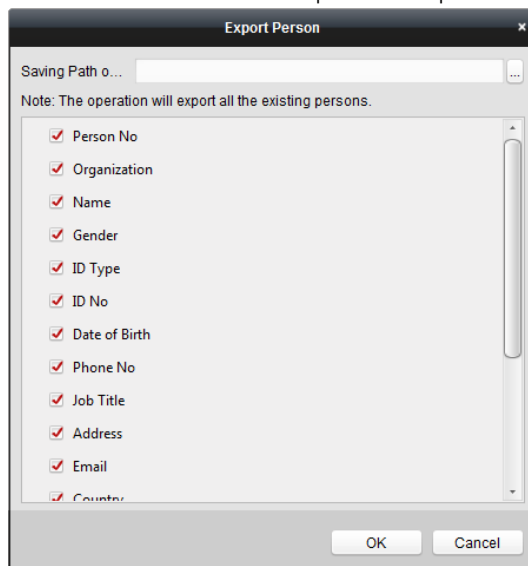 Export Person
Saving Path o...
...
Note: The operation will export all the existing persons.
Person No
Organization
Name
Gender
ID Type
ID No
Date of Birth
Phone No
Job Title
Address
Email
Country
OK Cancel